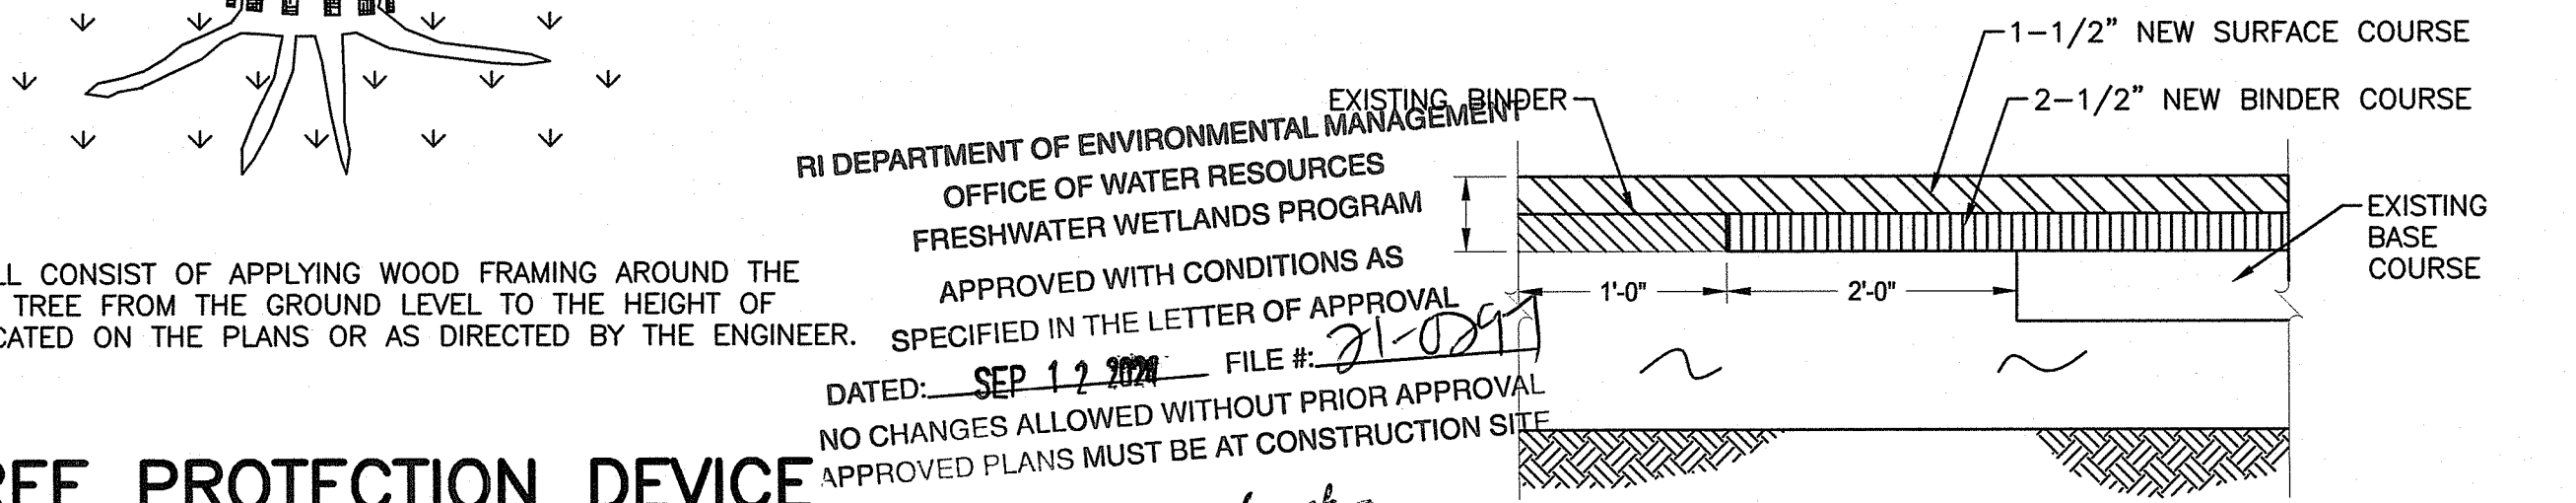 1-1/2" NEW SURFACE COURSE
EXISTING BINDER
2-1/2" NEW BINDER COURSE
RI DEPARTMENT OF ENVIRONMENTAL MANAGEMENT
OFFICE OF WATER RESOURCES
FRESHWATER WETLANDS PROGRAM
APPROVED WITH CONDITIONS AS
SPECIFIED IN THE LETTER OF APPROVAL
DATED: SEP 12 FILE #: 21-0297
NO CHANGES ALLOWED WITHOUT PRIOR APPROVAL
APPROVED PLANS MUST BE AT CONSTRUCTION SITE
EXISTING
BASE
COURSE
1'-0"
2'-0"
LL CONSIST OF APPLYING WOOD FRAMING AROUND THE
TREE FROM THE GROUND LEVEL TO THE HEIGHT OF
CATED ON THE PLANS OR AS DIRECTED BY THE ENGINEER.
REE PROTECTION DEVICE